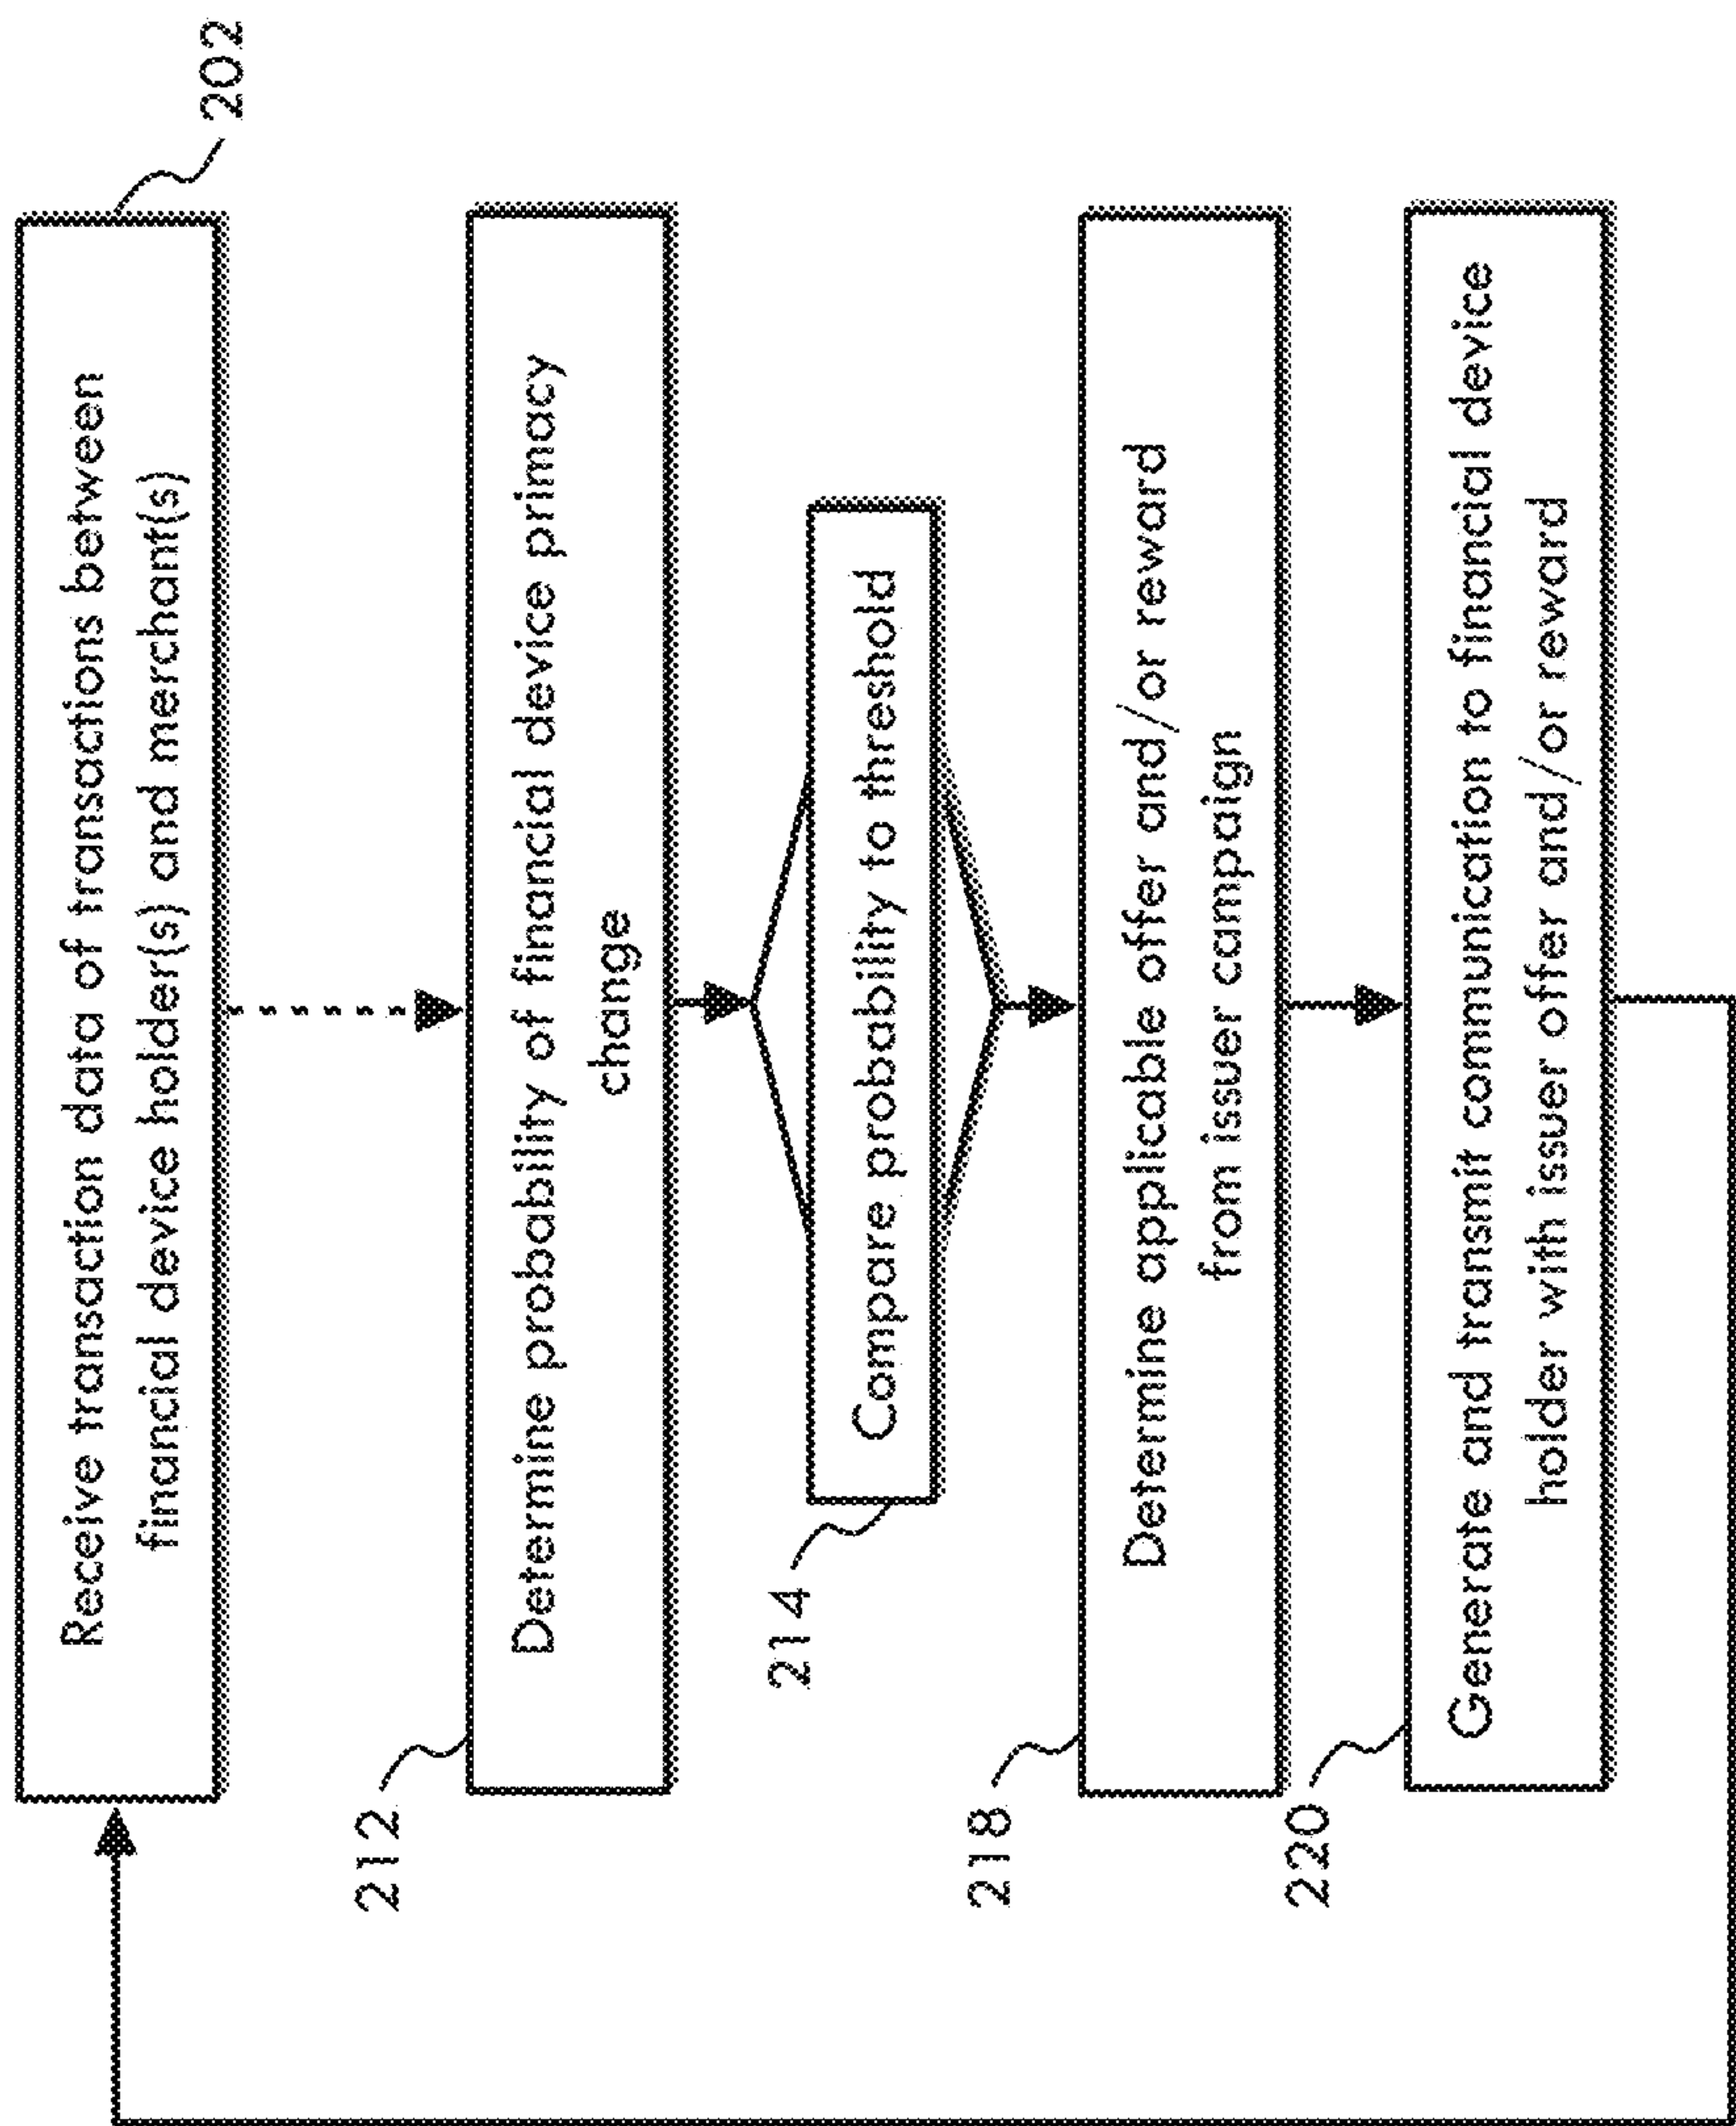 Receive transaction data of transactions between
financial device holder(s) and merchant(s)
202
Determine probability of financial device primacy
change
212
Compare probability to threshold
214
Determine applicable offer and/or reward
from issuer campaign
218
Generate and transmit communication to financial device
holder with issuer offer and/or reward
220